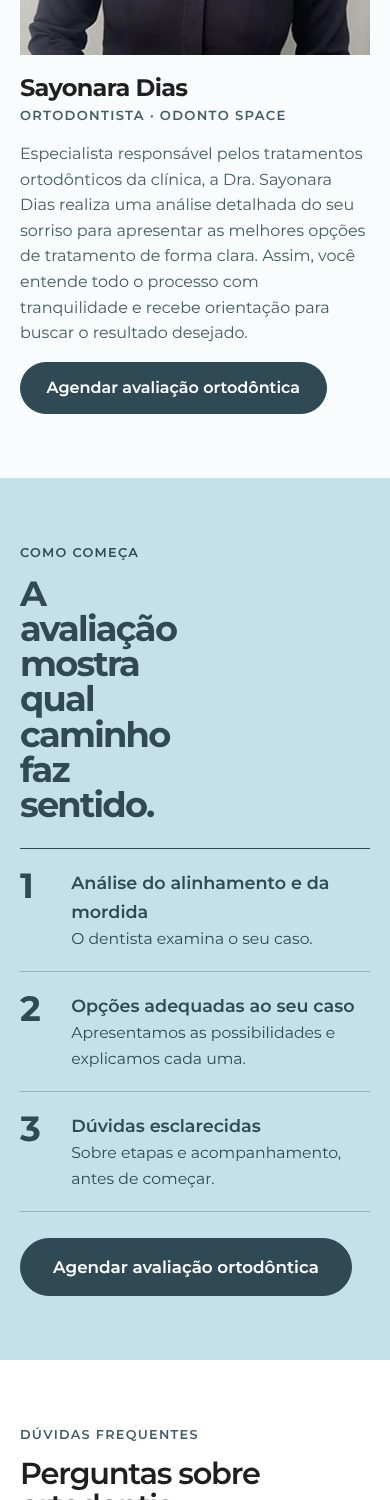 Sayonara Dias
ORTODONTISTA · ODONTO SPACE
Especialista responsável pelos tratamentos
ortodônticos da clínica, a Dra. Sayonara
Dias realiza uma análise detalhada do seu
sorriso para apresentar as melhores opções
de tratamento de forma clara. Assim, você
entende todo o processo com
tranquilidade e recebe orientação para
buscar o resultado desejado.
Agendar avaliação ortodôntica
COMO COMEÇA
A
avaliação
mostra
qual
caminho
faz
sentido.
1 Análise do alinhamento e da
mordida
O dentista examina o seu caso.
2 Opções adequadas ao seu caso
Apresentamos as possibilidades e
explicamos cada uma.
3 Dúvidas esclarecidas
Sobre etapas e acompanhamento,
antes de começar.
Agendar avaliação ortodôntica
DÚVIDAS FREQUENTES
Perguntas sobre